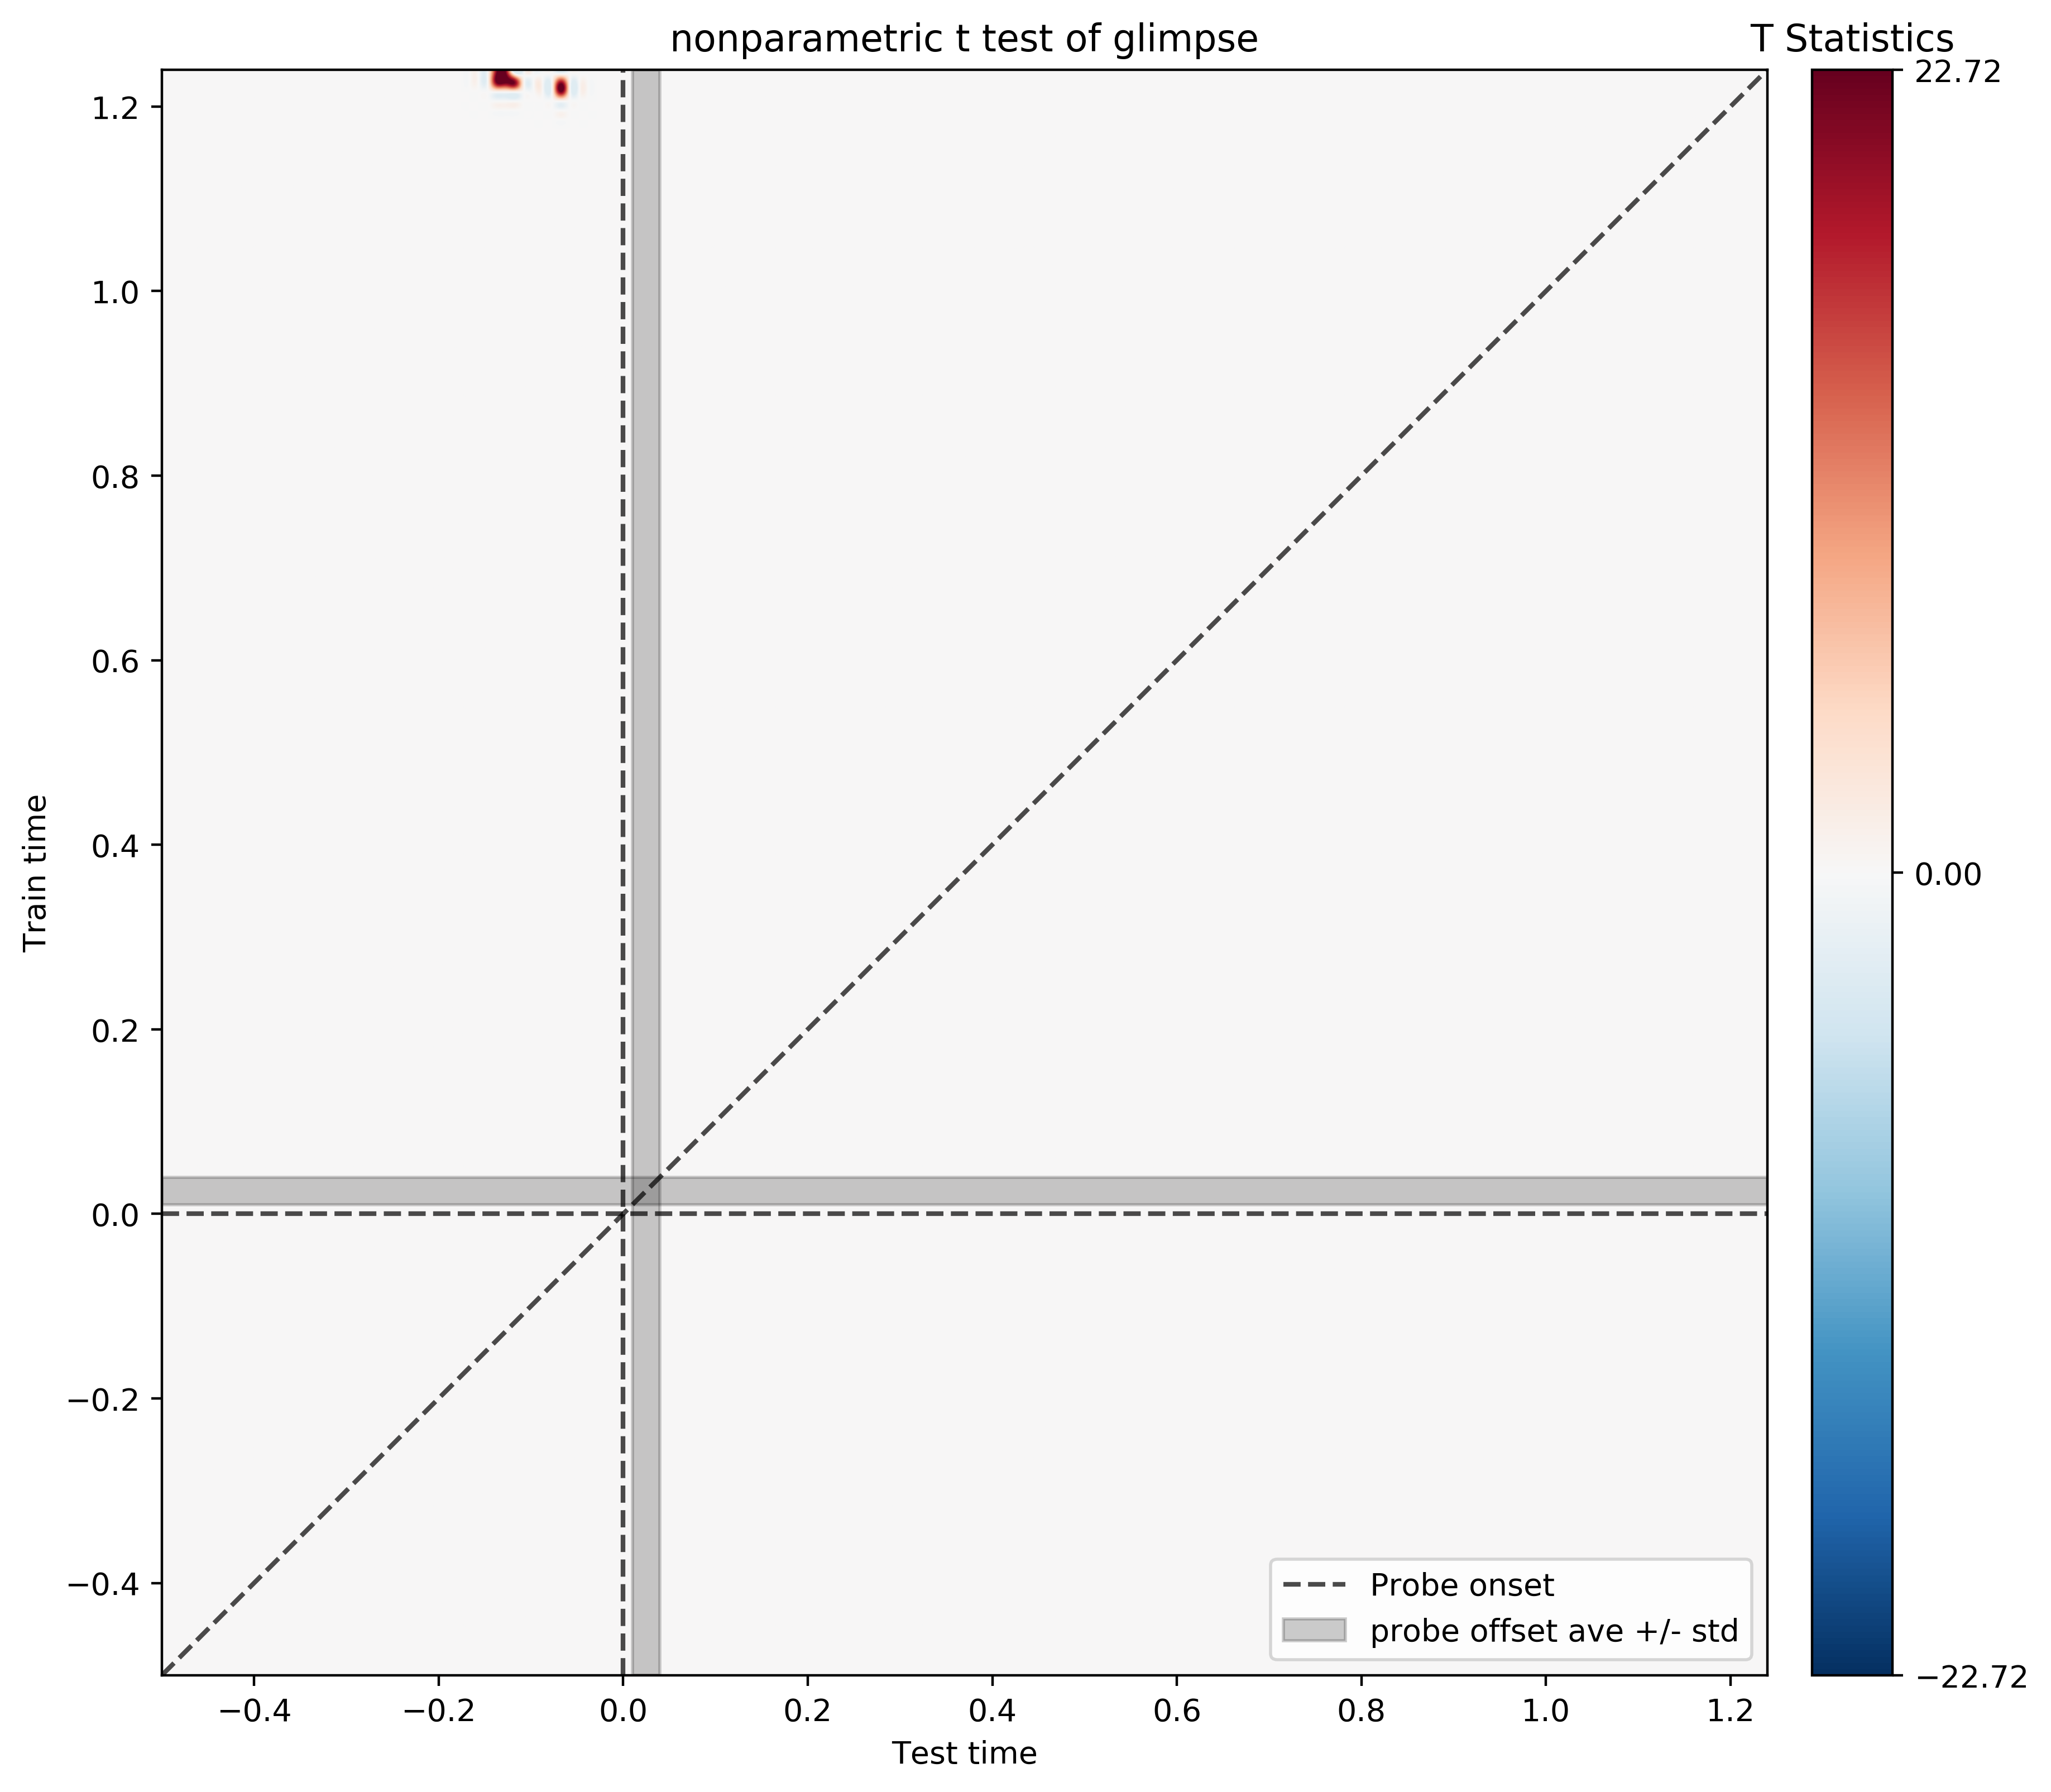 nonparametric t test of glimpse
T Statistics
22.72
0.00
−22.72
Train time
1.2
1.0
0.8
0.6
0.4
0.2
0.0
−0.2
−0.4
Probe onset
probe offset ave +/- std
−0.4 −0.2 0.0 0.2 0.4 0.6 0.8 1.0 1.2
Test time